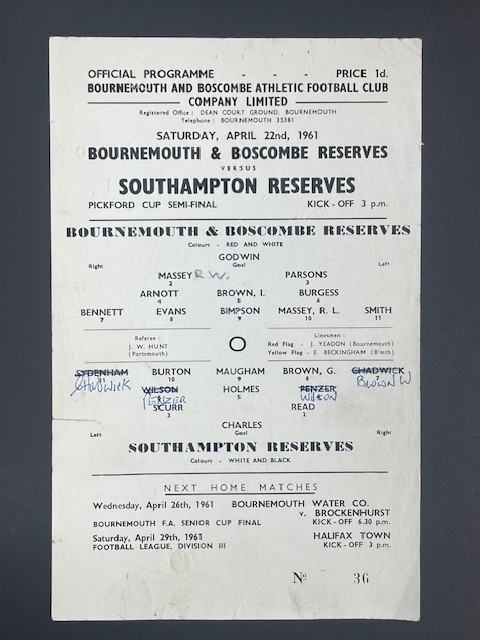 OFFICIAL PROGRAMME - - - PRICE 1d.
BOURNEMOUTH AND BOSCOMBE ATHLETIC FOOTBALL CLUB
COMPANY LIMITED
Registered Office : DEAN COURT GROUND, BOURNEMOUTH
Telephone : BOURNEMOUTH 35381
SATURDAY, APRIL 22nd, 1961
BOURNEMOUTH & BOSCOMBE RESERVES
VERSUS
SOUTHAMPTON RESERVES
PICKFORD CUP SEMI-FINAL KICK-OFF 3 p.m.
BOURNEMOUTH & BOSCOMBE RESERVES
Colours - RED AND WHITE
GODWIN
Right Goal Left
MASSEY R.W. PARSONS
2 3
ARNOTT BROWN, I. BURGESS
4 5 6
BENNETT EVANS BIMPSON MASSEY, R. L. SMITH
7 8 9 10 11
Referee : Linesmen :
J. W. HUNT Red Flag - J. YEADON (Bournemouth)
(Portsmouth) Yellow Flag - E. BECKINGHAM (B'mth)
SYDENHAM BURTON MAUGHAM BROWN, G. CHADWICK
11 10 9 8 7
CHADWICK BROWN W
WILSON HOLMES PENZER
5
PENZER WILSON
SCURR READ
3 2
CHARLES
Left Goal Right
SOUTHAMPTON RESERVES
Colours - WHITE AND BLACK
NEXT HOME MATCHES
Wednesday, April 26th, 1961 BOURNEMOUTH WATER CO.
v. BROCKENHURST
BOURNEMOUTH F.A. SENIOR CUP FINAL KICK-OFF 6.30 p.m.
Saturday, April 29th, 1961 HALIFAX TOWN
FOOTBALL LEAGUE, DIVISION III KICK-OFF 3 p.m.
No 36